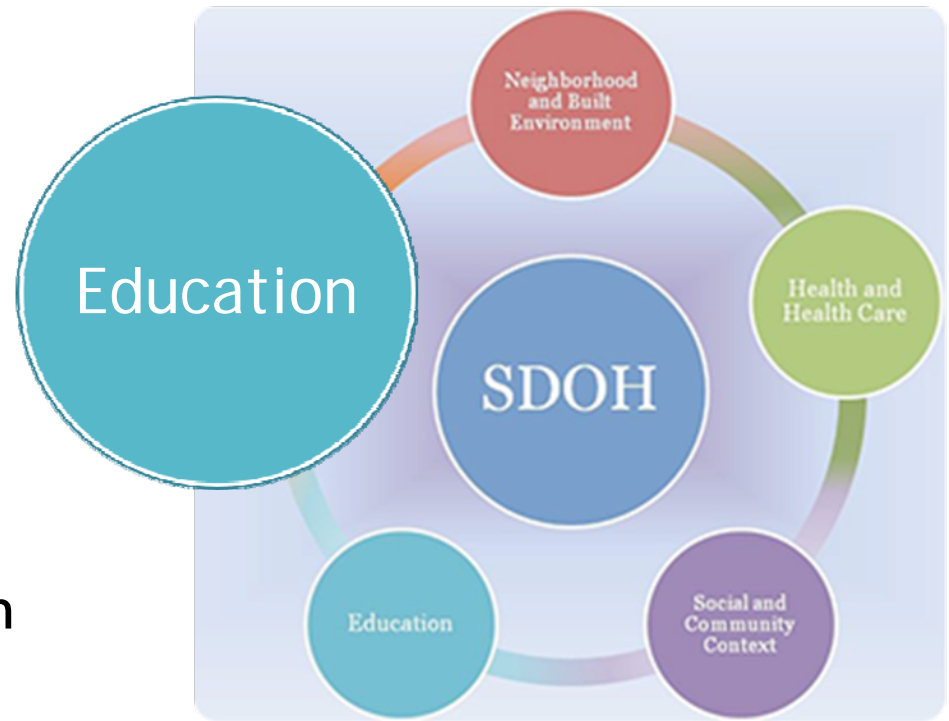 Neighborhood
and Built
Environment
Education
Health and
Health Care
SDOH
n
Education
Social and
Community
Context